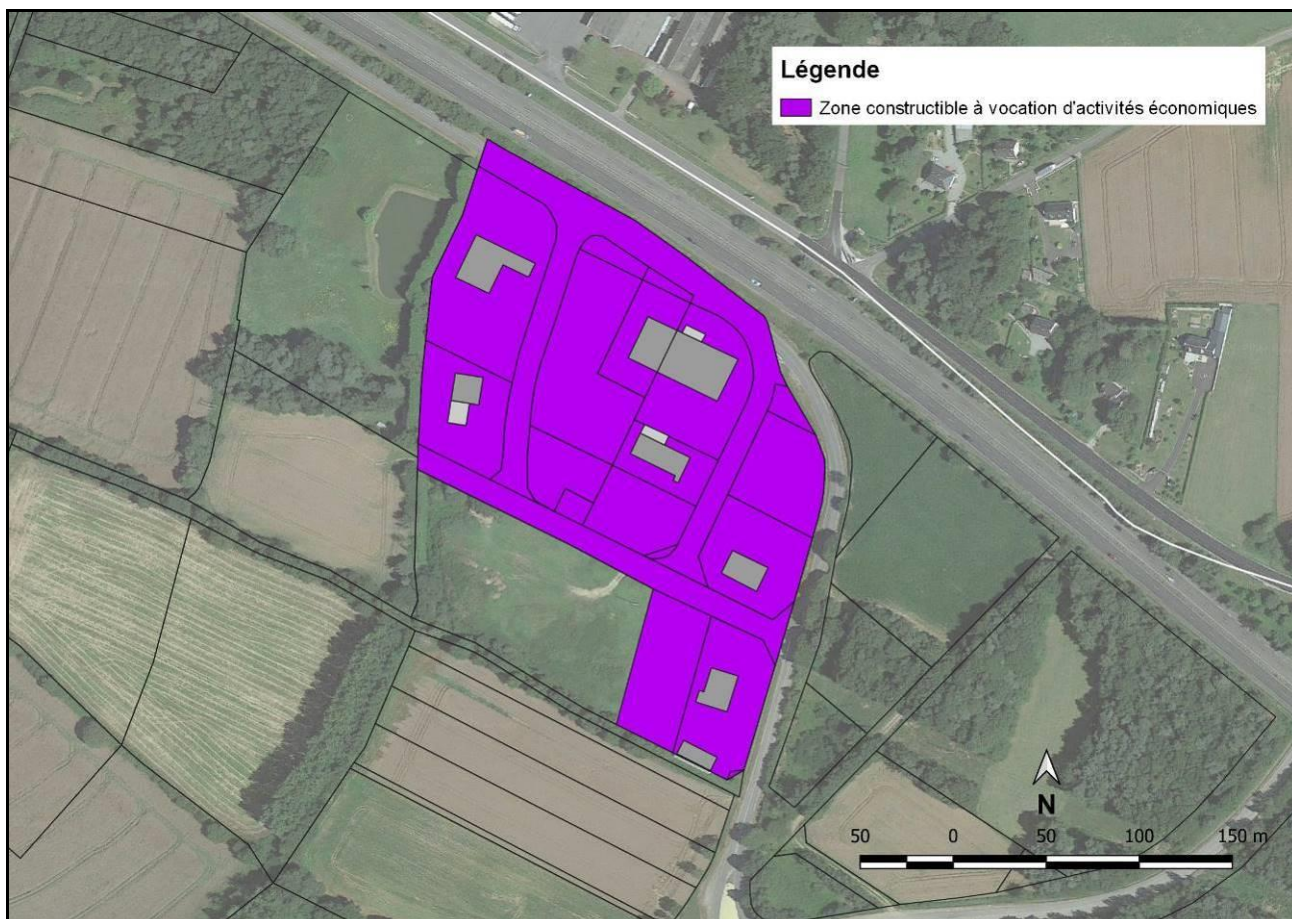 Légende
Zone constructible à vocation d'activités économiques
N
50 0 50 100 150 m